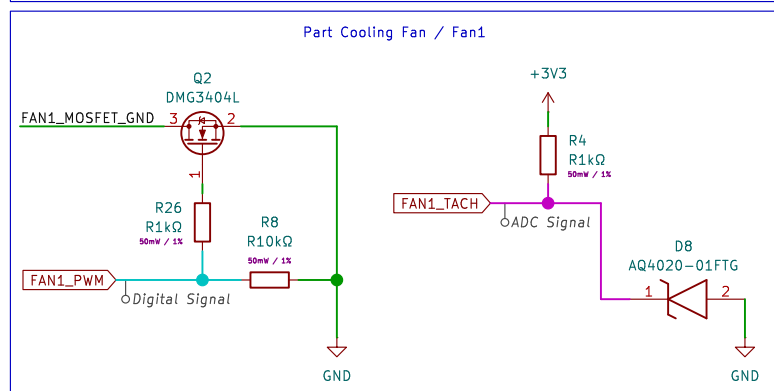 Part Cooling Fan / Fan1
Q2
DMG3404L
FAN1_MOSFET_GND
3
2
1
R26
R1kΩ
50mW / 1%
R8
R10kΩ
50mW / 1%
FAN1_PWM
Digital Signal
GND
+3V3
R4
R1kΩ
50mW / 1%
FAN1_TACH
ADC Signal
D8
AQ4020-01FTG
1
2
GND